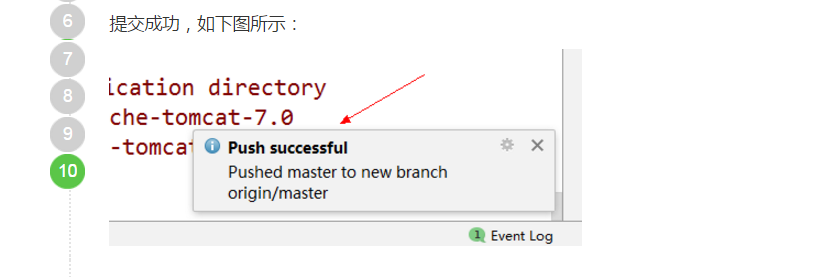 6
提交成功，如下图所示：
7
8
9
10
ication directory
che-tomcat-7.0
-tomcat
Push successful
Pushed master to new branch
origin/master
1 Event Log